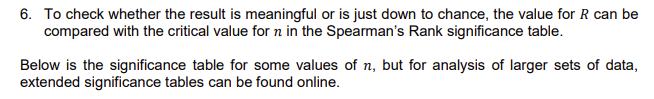 6. To check whether the result is meaningful or is just down to chance, the value for R can be
compared with the critical value for n in the Spearman's Rank significance table.
Below is the significance table for some values of n, but for analysis of larger sets of data,
extended significance tables can be found online.